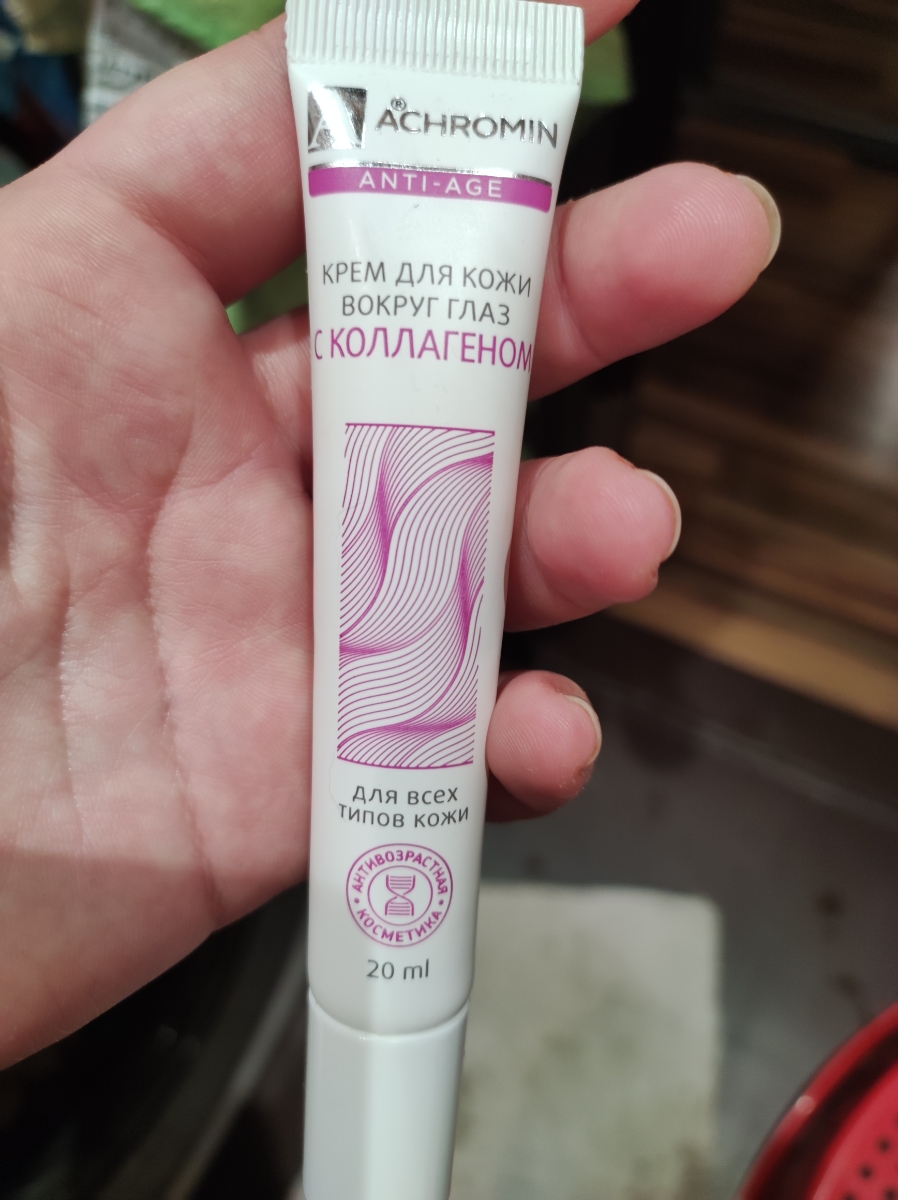 ACHROMIN®
ANTI-AGE
КРЕМ ДЛЯ КОЖИ
ВОКРУГ ГЛАЗ
С КОЛЛАГЕНОМ
для всех
типов кожи
АНТИВОЗРАСТНАЯ
КОСМЕТИКА
20 ml